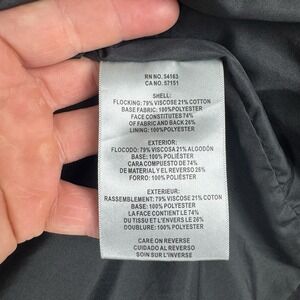 RN NO. 54163
CA NO. 57151
SHELL:
FLOCKING: 79% VISCOSE 21% COTTON
BASE FABRIC: 100% POLYESTER
FACE CONSTITUTES 74%
OF FABRIC AND BACK 26%
LINING: 100%POLYESTER
EXTERIOR:
FLOCODO: 79% VISCOSA 21% ALGODÓN
BASE: 100% POLIÉSTER
CARA COMPUESTO DE 74%
DE MATERIAL Y EL REVERSO 26%
FORRO: 100% POLIÉSTER
EXTERIEUR:
RASSEMBLEMENT: 79% VISCOSE 21% COTON
BASE: 100% POLYESTER
LA FACE CONTIENT LE 74%
DU TISSU ET L'ENVERS LE 26%
DOUBLURE: 100% POLYESTER
CARE ON REVERSE
CUIDADO AL REVERSO
SOIN SUR L'INVERSE